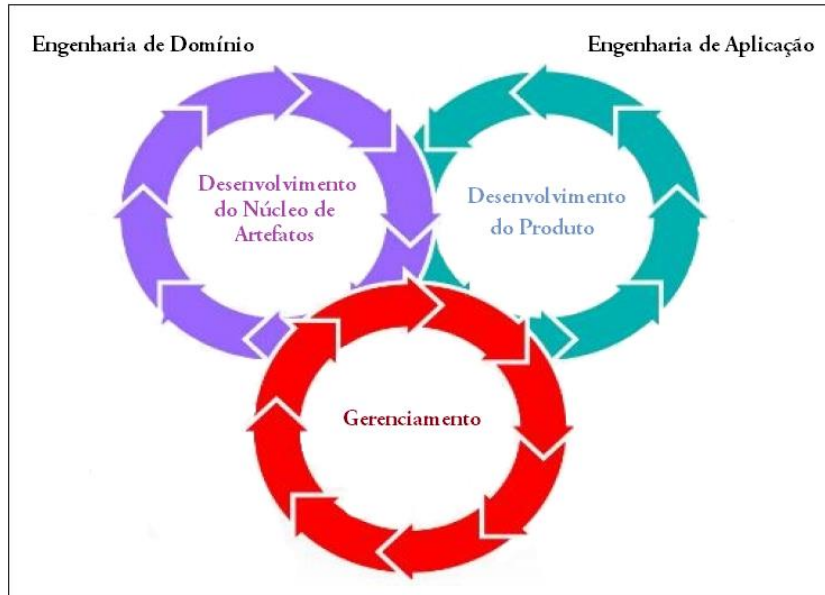 Engenharia de Domínio
Engenharia de Aplicação
Desenvolvimento
do Núcleo de
Artefatos
Desenvolvimento
do Produto
Gerenciamento